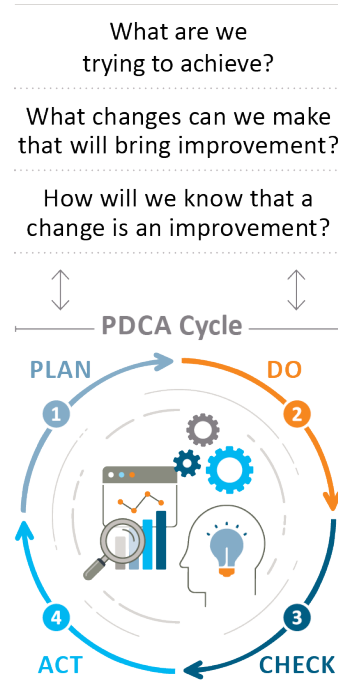 What are we
trying to achieve?
What changes can we make
that will bring improvement?
How will we know that a
change is an improvement?
PDCA Cycle
PLAN
DO
1
2
4
3
ACT
CHECK